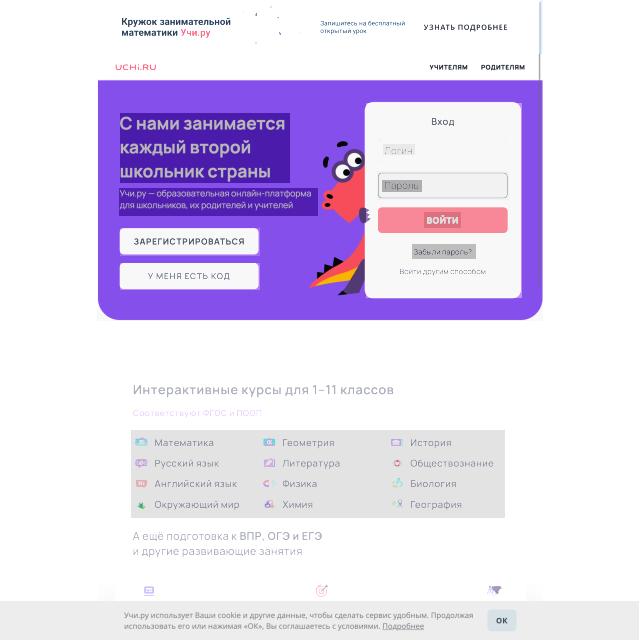 Кружок занимательной
математики Учи.ру
Запишитесь на бесплатный
открытый урок
УЗНАТЬ ПОДРОБНЕЕ
UCHi.RU
УЧИТЕЛЯМ
РОДИТЕЛЯМ
С нами занимается
каждый второй
школьник страны
Учи.ру — образовательная онлайн-платформа
для школьников, их родителей и учителей
ЗАРЕГИСТРИРОВАТЬСЯ
У МЕНЯ ЕСТЬ КОД
Вход
Логин
Пароль
ВОЙТИ
Забыли пароль?
Войти другим способом
Интерактивные курсы для 1–11 классов
Соответствуют ФГОС и ПООП
Математика
Геометрия
История
Русский язык
Литература
Обществознание
Английский язык
Физика
Биология
Окружающий мир
Химия
География
А ещё подготовка к ВПР, ОГЭ и ЕГЭ
и другие развивающие занятия
Учи.ру использует Ваши cookie и другие данные, чтобы сделать сервис удобным. Продолжая
использовать его или нажимая «ОК», Вы соглашаетесь с условиями. Подробнее
ОК